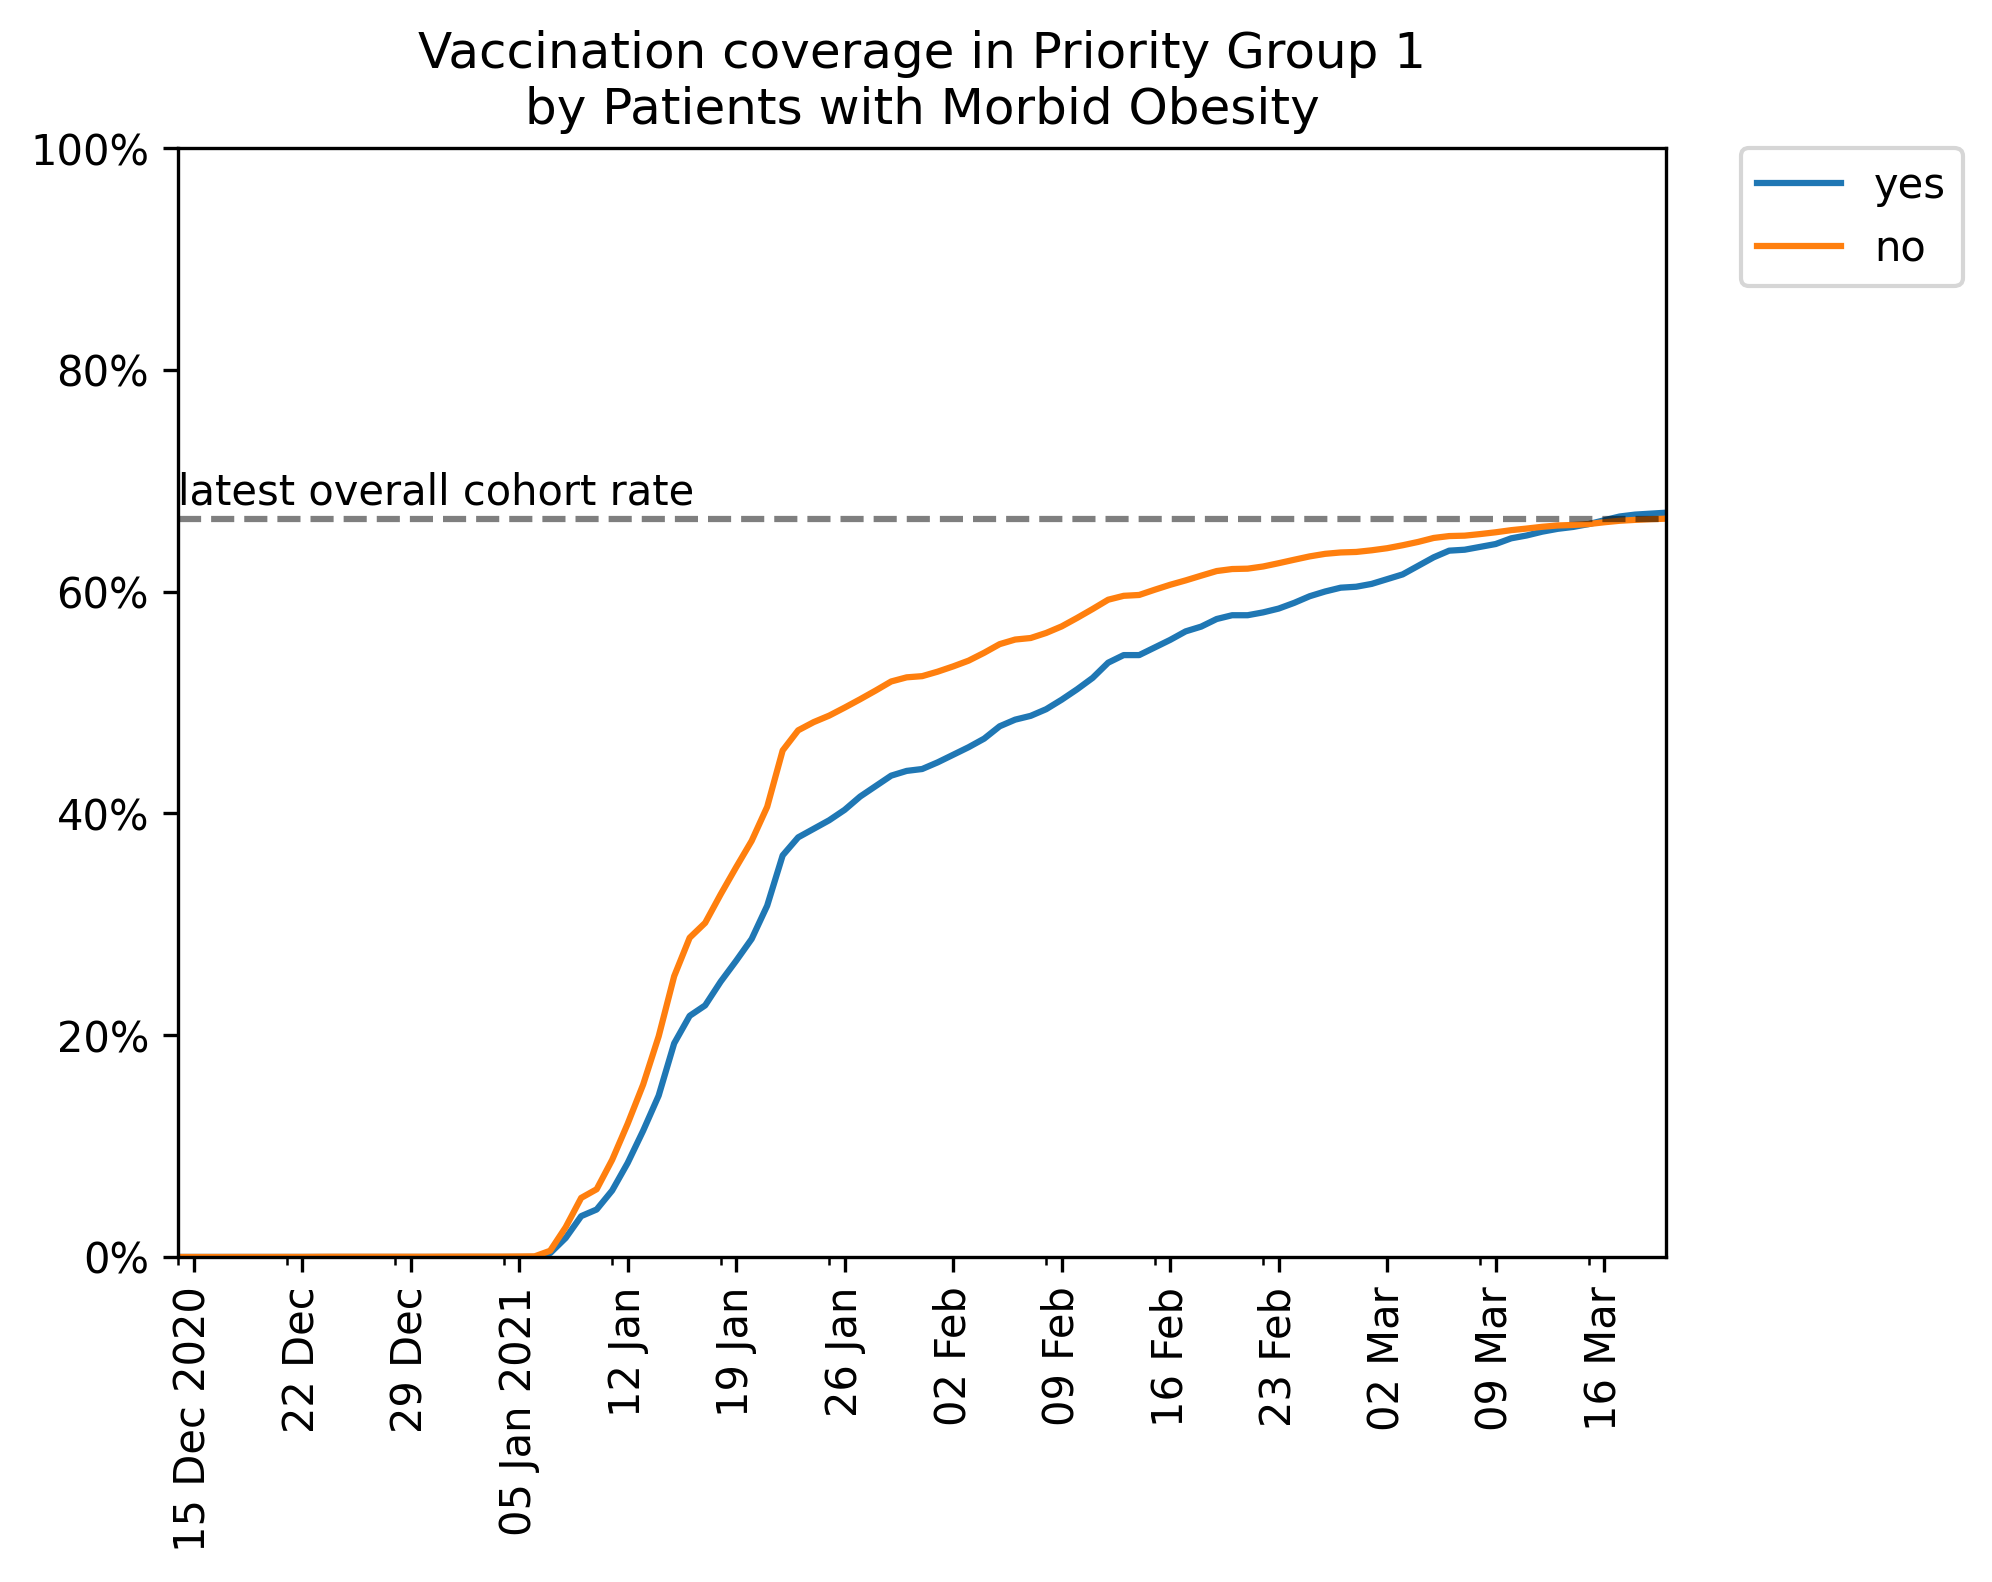 Vaccination coverage in Priority Group 1
by Patients with Morbid Obesity
100%
80%
60%
40%
20%
0%
latest overall cohort rate
yes
no
15 Dec 2020
22 Dec
29 Dec
05 Jan 2021
12 Jan
19 Jan
26 Jan
02 Feb
09 Feb
16 Feb
23 Feb
02 Mar
09 Mar
16 Mar